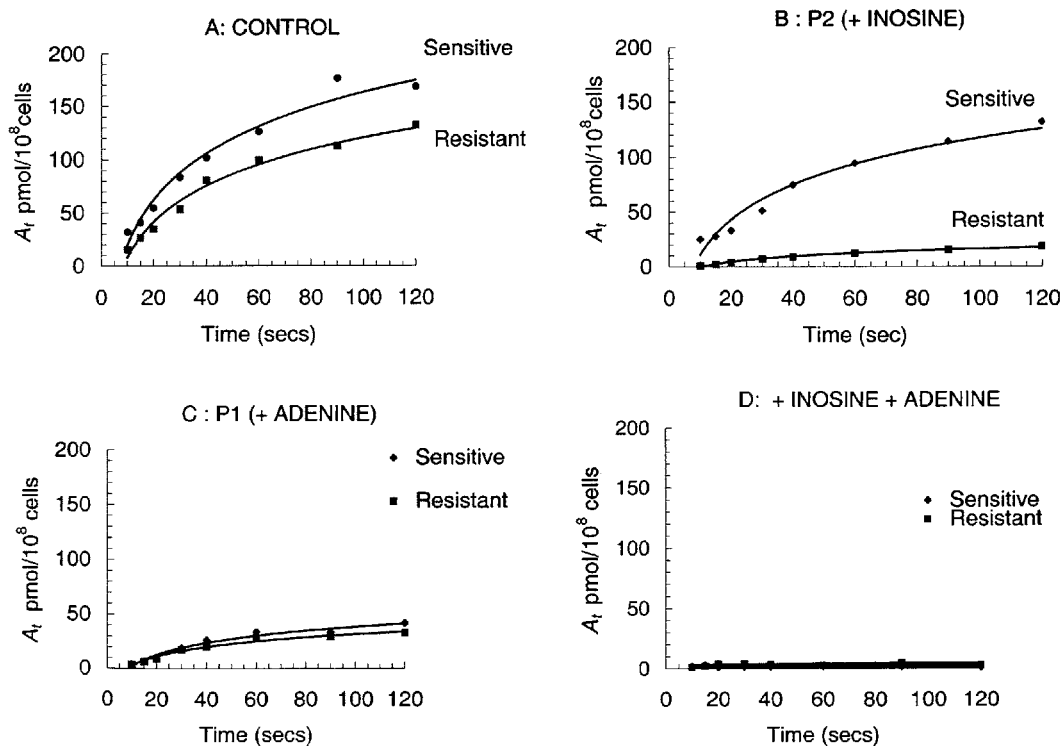 A: CONTROL
200
150
100
50
0
A_t pmol/10^8cells
Sensitive
Resistant
0 20 40 60 80 100 120
Time (secs)
B : P2 (+ INOSINE)
200
150
100
50
0
A_t pmol/10^8 cells
Sensitive
Resistant
0 20 40 60 80 100 120
Time (sec)
C : P1 (+ ADENINE)
200
150
100
50
0
A_t pmol/10^8 cells
Sensitive
Resistant
0 20 40 60 80 100 120
Time (secs)
D: + INOSINE + ADENINE
200
150
100
50
0
A_t pmol/10^8 cells
Sensitive
Resistant
0 20 40 60 80 100 120
Time (secs)